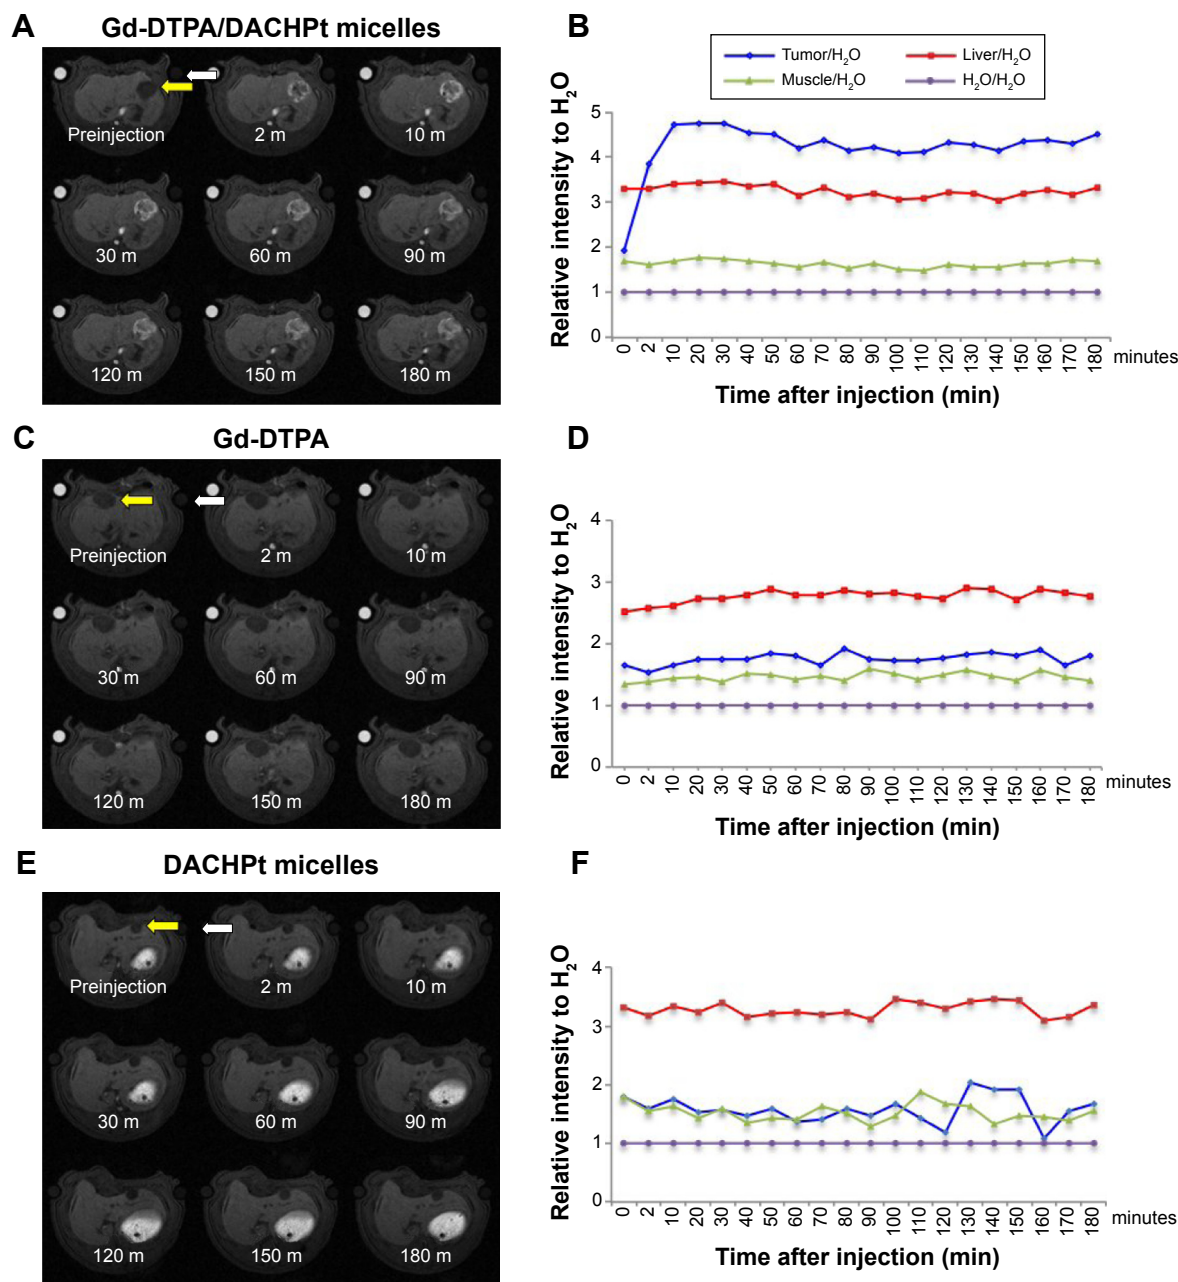 A
Gd-DTPA/DACHPt micelles
Preinjection
2 m
10 m
30 m
60 m
90 m
120 m
150 m
180 m
B
Tumor/H₂O
Liver/H₂O
Muscle/H₂O
H₂O/H₂O
Relative intensity to H₂O
5
4
3
2
1
0
0 2 10 20 30 40 50 60 70 80 90 100 110 120 130 140 150 160 170 180
minutes
Time after injection (min)
C
Gd-DTPA
Preinjection
2 m
10 m
30 m
60 m
90 m
120 m
150 m
180 m
D
Relative intensity to H₂O
4
3
2
1
0
0 2 10 20 30 40 50 60 70 80 90 100 110 120 130 140 150 160 170 180
minutes
Time after injection (min)
E
DACHPt micelles
Preinjection
2 m
10 m
30 m
60 m
90 m
120 m
150 m
180 m
F
Relative intensity to H₂O
4
3
2
1
0
0 2 10 20 30 40 50 60 70 80 90 100 110 120 130 140 150 160 170 180
minutes
Time after injection (min)